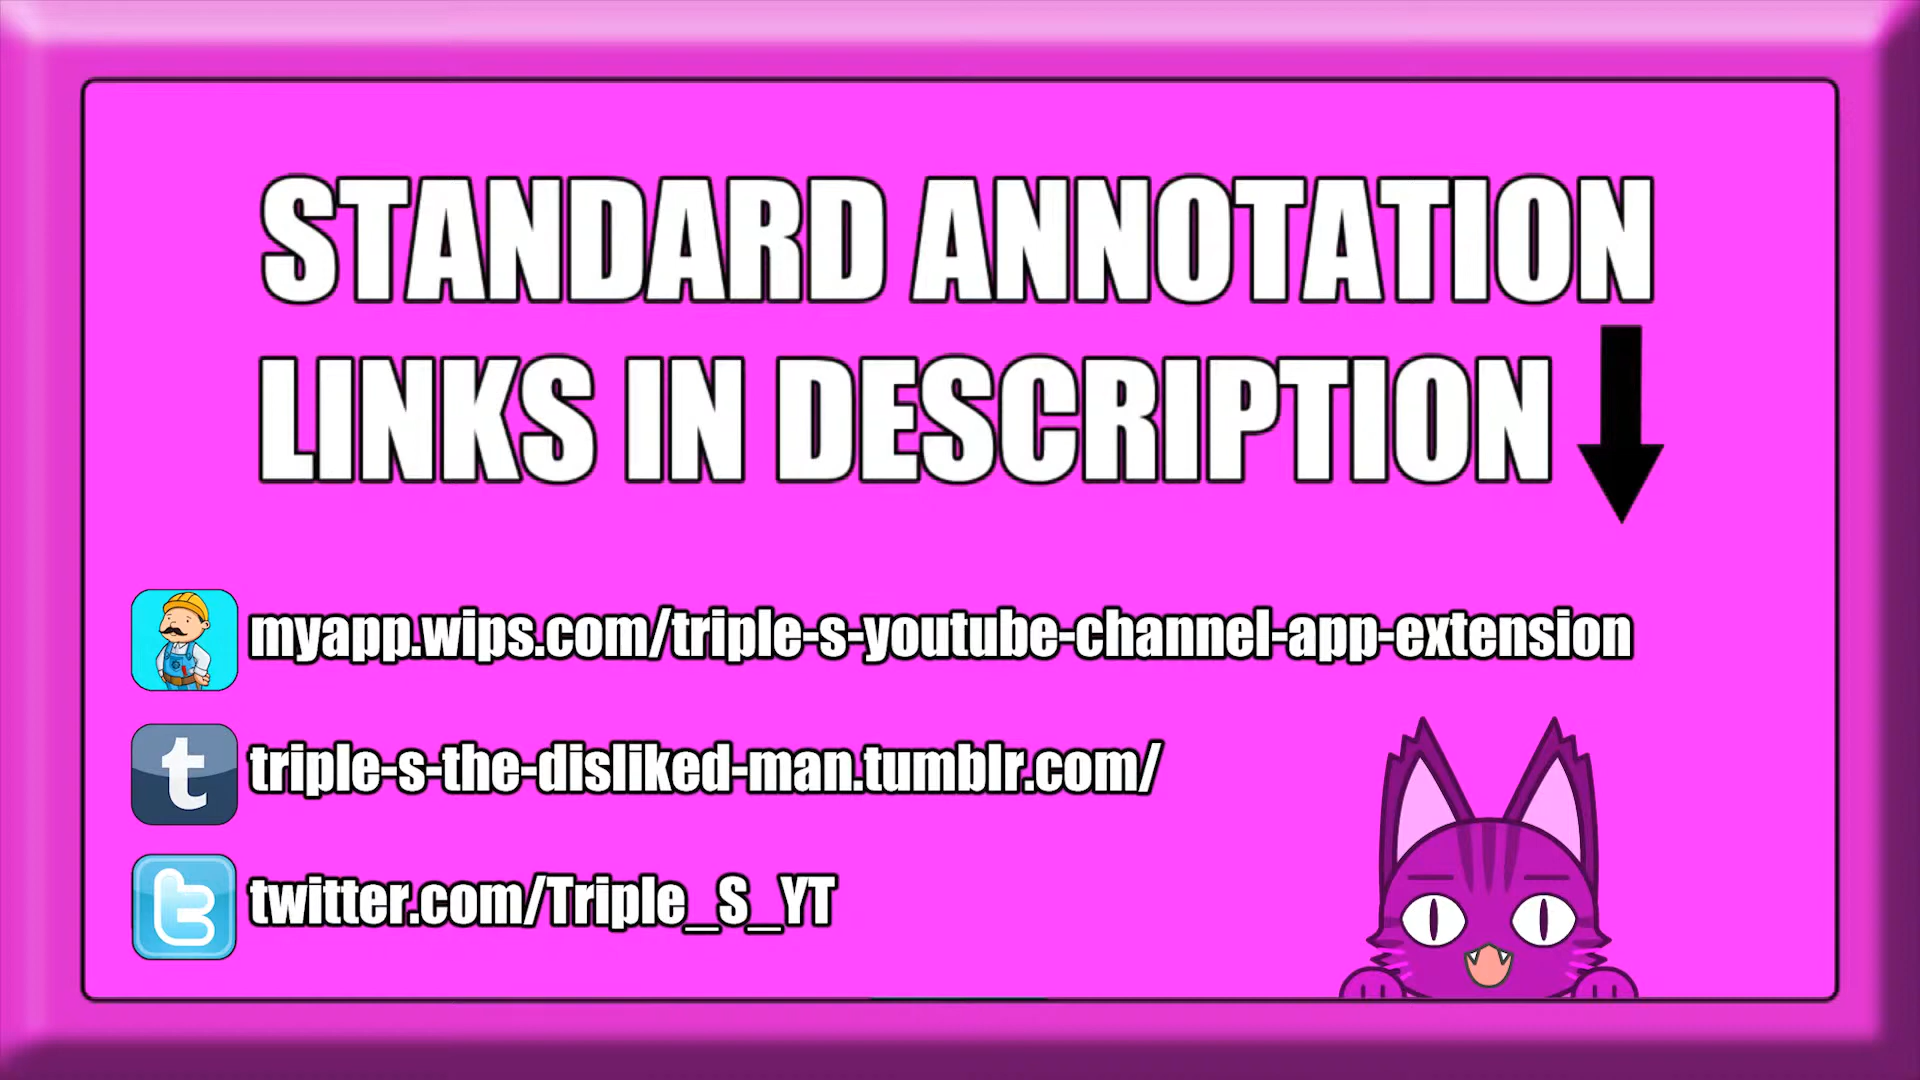 STANDARD ANNOTATION
LINKS IN DESCRIPTION
myapp.wips.com/triple-s-youtube-channel-app-extension
triple-s-the-disliked-man.tumblr.com/
twitter.com/Triple_S_YT